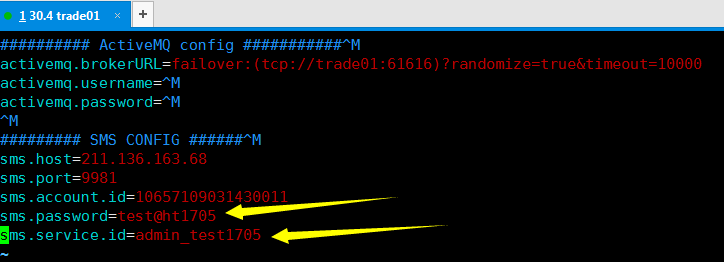 1 30.4 trade01 × +
########## ActiveMQ config ###########^M
activemq.brokerURL=failover:(tcp://trade01:61616)?randomize=true&timeout=10000
activemq.username=^M
activemq.password=^M
^M
######### SMS CONFIG ######^M
sms.host=211.136.163.68
sms.port=9981
sms.account.id=10657109031430011
sms.password=test@ht1705
sms.service.id=admin_test1705
~